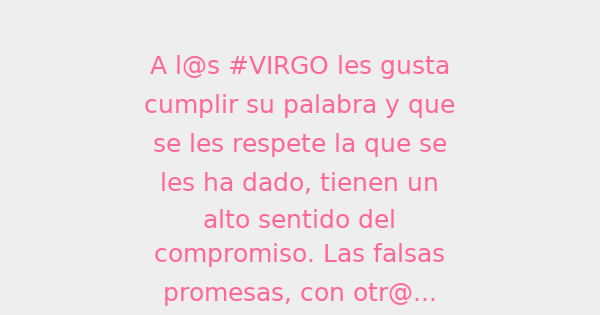 A l@s #VIRGO les gusta
cumplir su palabra y que
se les respete la que se
les ha dado, tienen un
alto sentido del
compromiso. Las falsas
promesas, con otr@...